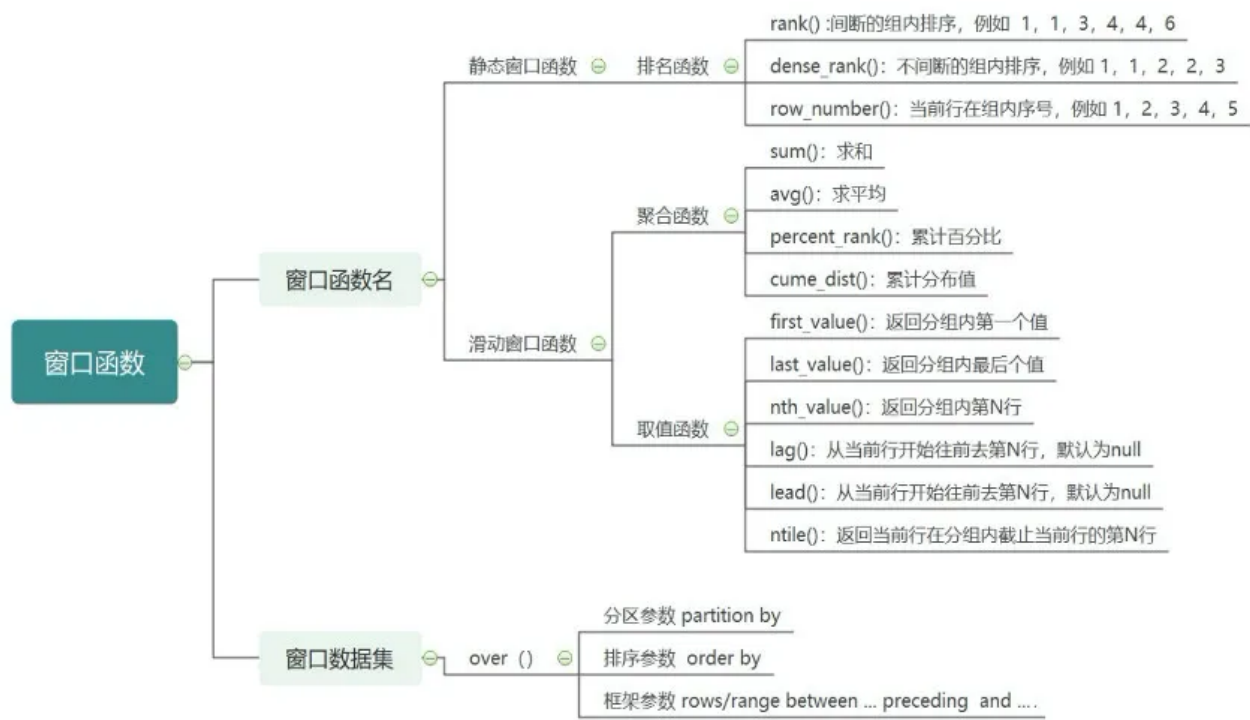 窗口函数
窗口函数名
静态窗口函数
排名函数
rank() :间断的组内排序，例如 1，1，3，4，4，6
dense_rank()：不间断的组内排序，例如 1，1，2，2，3
row_number()：当前行在组内序号，例如 1，2，3，4，5
滑动窗口函数
聚合函数
sum()：求和
avg()：求平均
percent_rank()：累计百分比
cume_dist()：累计分布值
取值函数
first_value()：返回分组内第一个值
last_value()：返回分组内最后个值
nth_value()：返回分组内第N行
lag()：从当前行开始往前去第N行，默认为null
lead()：从当前行开始往前去第N行，默认为null
ntile()：返回当前行在分组内截止当前行的第N行
窗口数据集
over（）
分区参数 partition by
排序参数 order by
框架参数 rows/range between ... preceding and ... .